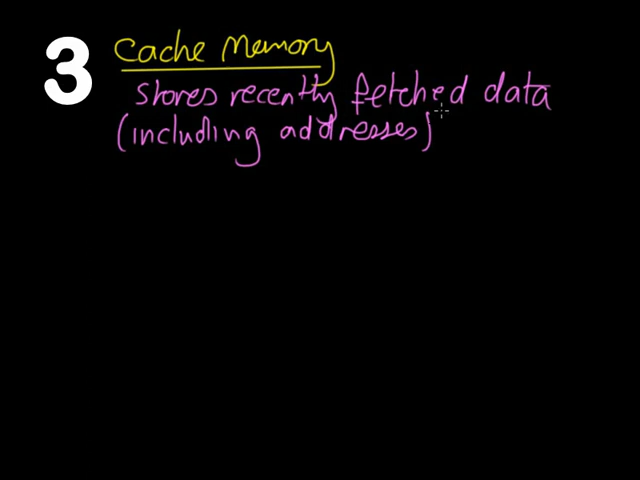 3 Cache Memory
stores recently fetched data
(including addresses)